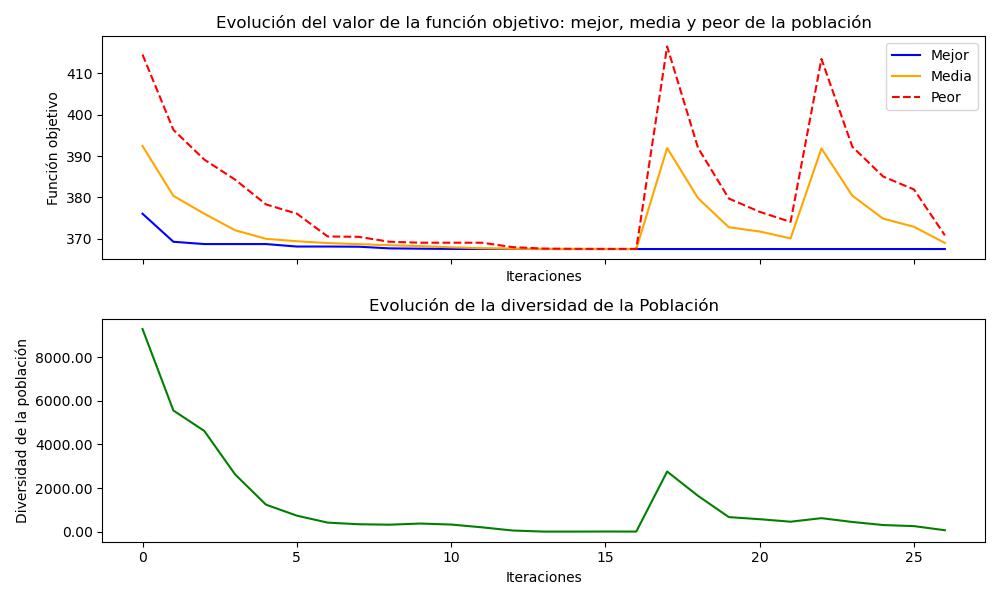 Evolución del valor de la función objetivo: mejor, media y peor de la población
Función objetivo
410
400
390
380
370
Mejor
Media
Peor
Iteraciones
Evolución de la diversidad de la Población
Diversidad de la población
8000.00
6000.00
4000.00
2000.00
0.00
0 5 10 15 20 25
Iteraciones